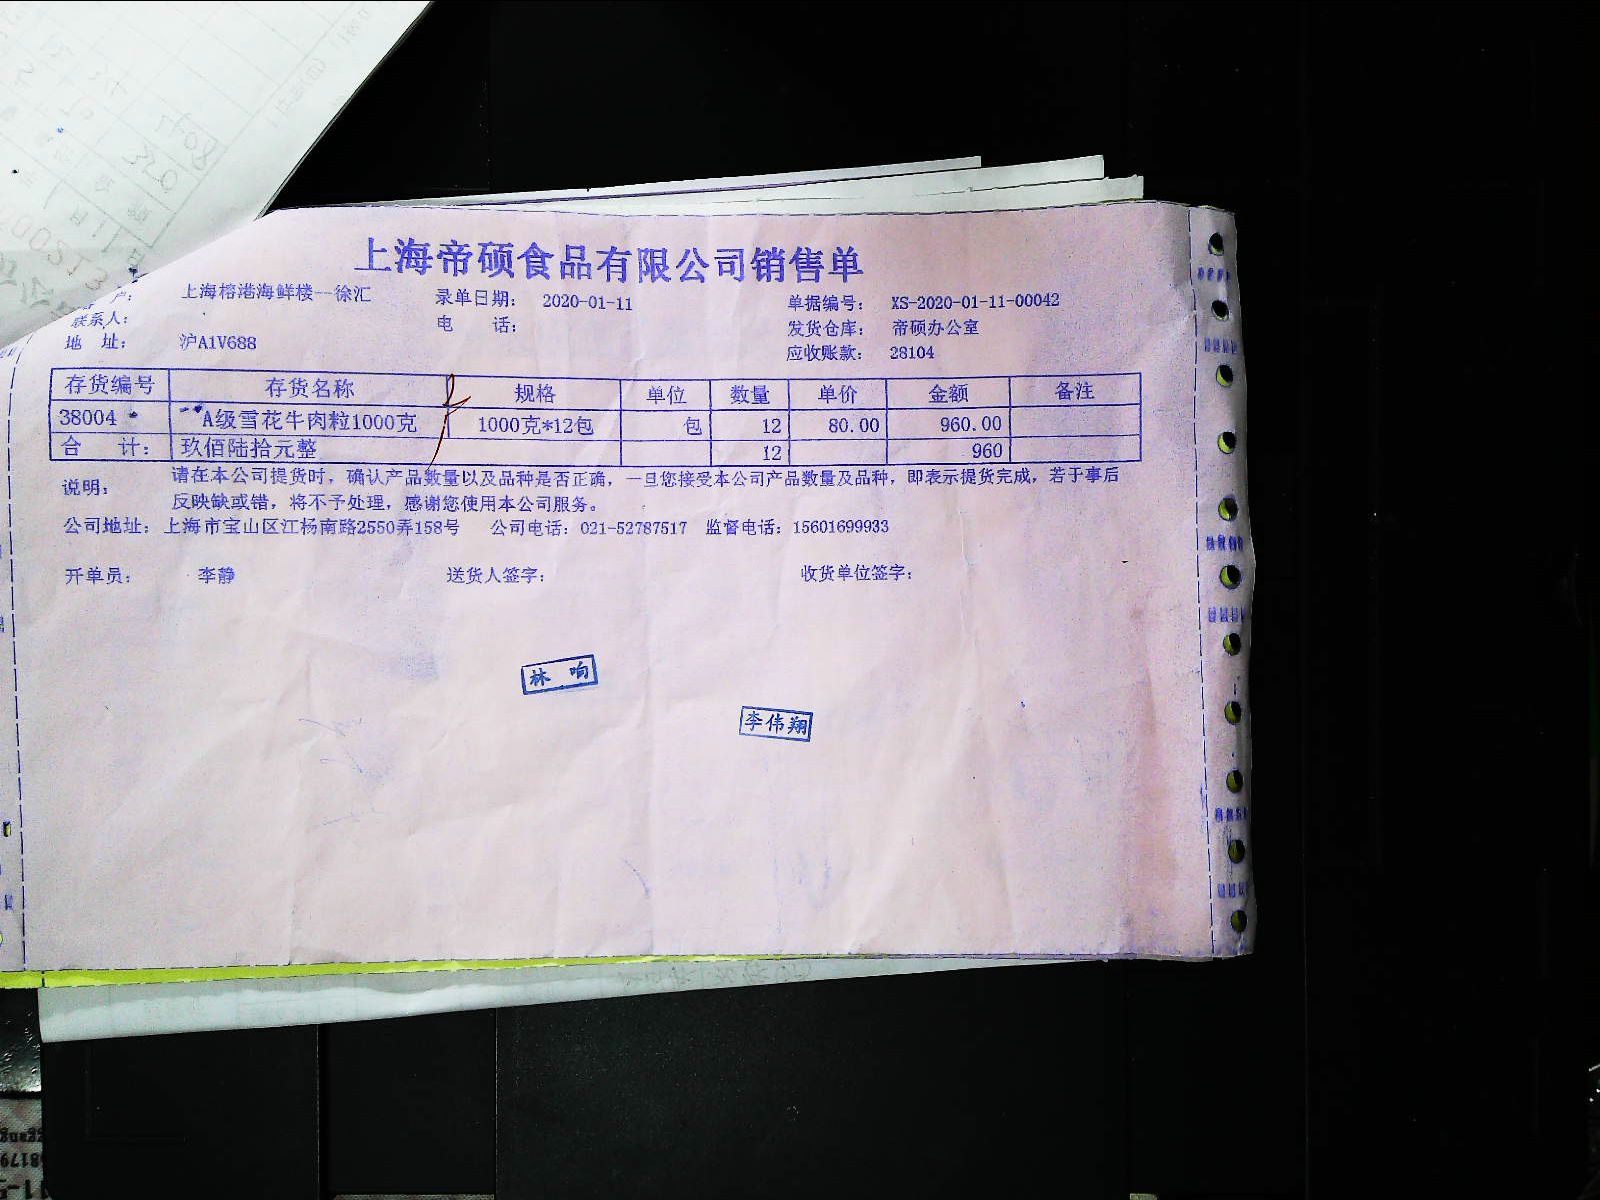 上海帝硕食品有限公司销售单
户: 上海榕港海鲜楼--徐汇 录单日期: 2020-01-11 单据编号: XS-2020-01-11-00042
联系人: 电 话: 发货仓库: 帝硕办公室
地 址: 沪A1V688 应收账款: 28104
存货编号 存货名称 规格 单位 数量 单价 金额 备注
38004 A级雪花牛肉粒1000克 1000克*12包 包 12 80.00 960.00
合 计: 玖佰陆拾元整 12 960
说明: 请在本公司提货时，确认产品数量以及品种是否正确，一旦您接受本公司产品数量及品种，即表示提货完成，若于事后
反映缺或错，将不予处理，感谢您使用本公司服务。
公司地址: 上海市宝山区江杨南路2550弄158号 公司电话: 021-52787517 监督电话: 15601699933
开单员: 李静 送货人签字: 收货单位签字:
林 响
李伟翔